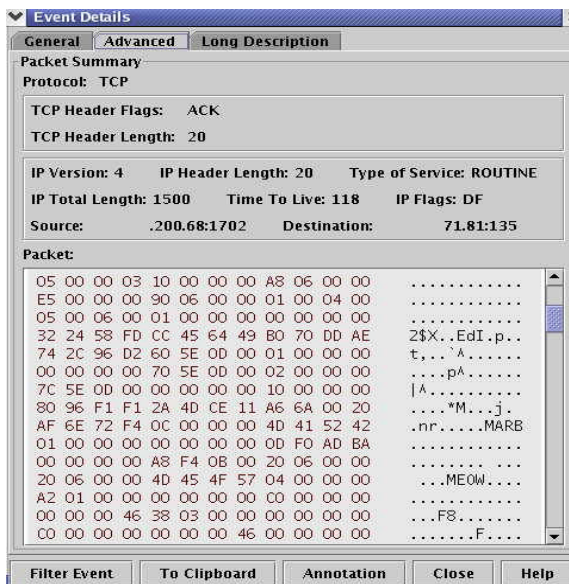 Event Details
General Advanced Long Description
Packet Summary
Protocol: TCP
TCP Header Flags: ACK
TCP Header Length: 20
IP Version: 4 IP Header Length: 20 Type of Service: ROUTINE
IP Total Length: 1500 Time To Live: 118 IP Flags: DF
Source: .200.68:1702 Destination: 71.81:135
Packet:
05 00 00 03 10 00 00 00 A8 06 00 00 ............
E5 00 00 00 90 06 00 00 01 00 04 00 ............
05 00 06 00 01 00 00 00 00 00 00 00 ............
32 24 58 FD CC 45 64 49 B0 70 DD AE 2$X..EdI.p..
74 2C 96 D2 60 5E 0D 00 01 00 00 00 t,..`^......
00 00 00 00 70 5E 0D 00 02 00 00 00 ....p^......
7C 5E 0D 00 00 00 00 00 10 00 00 00 |^..........
80 96 F1 F1 2A 4D CE 11 A6 6A 00 20 ....*M...j. 
AF 6E 72 F4 0C 00 00 00 4D 41 52 42 .nr.....MARB
01 00 00 00 00 00 00 00 0D F0 AD BA ............
00 00 00 00 A8 F4 0B 00 20 06 00 00 ........ ...
20 06 00 00 4D 45 4F 57 04 00 00 00 ...MEOW....
A2 01 00 00 00 00 00 00 C0 00 00 00 ............
00 00 00 46 38 03 00 00 00 00 00 00 ...F8.......
C0 00 00 00 00 00 00 46 00 00 00 00 .......F....
Filter Event To Clipboard Annotation Close Help